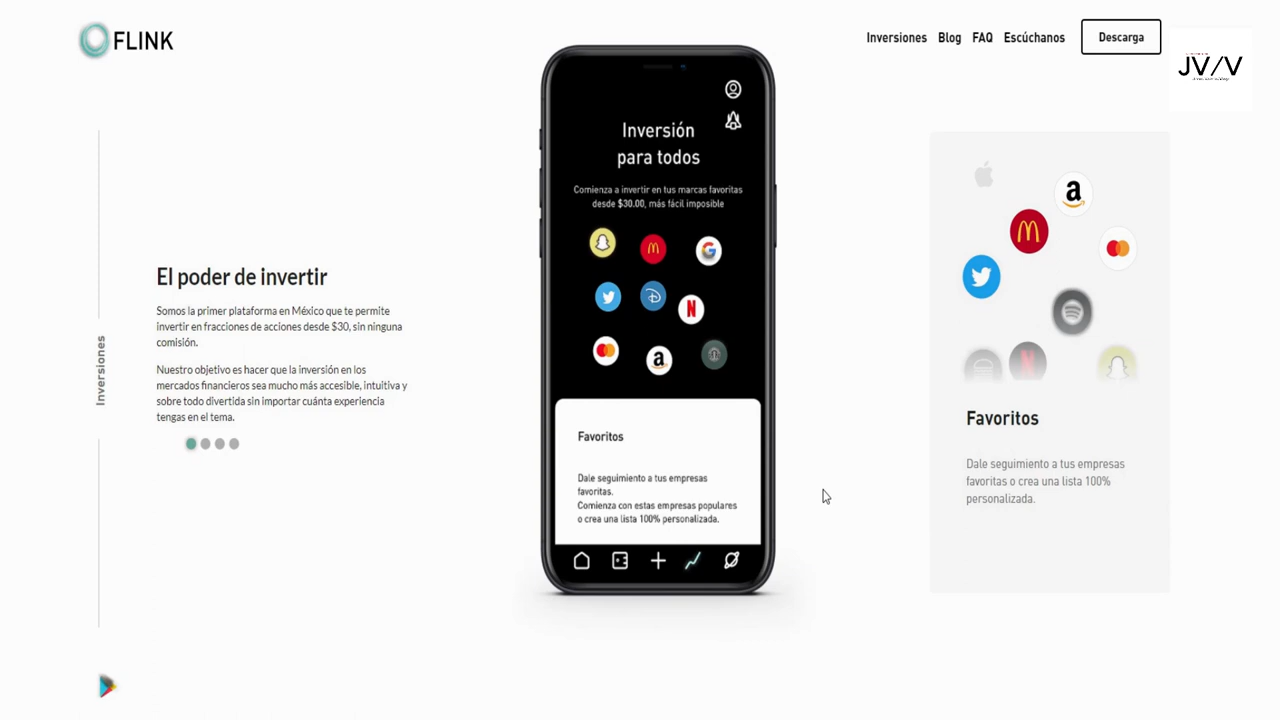 FLINK
Inversiones
Blog
FAQ
Escúchanos
Descarga
JV/V
Inversiones
El poder de invertir
Somos la primer plataforma en México que te permite
invertir en fracciones de acciones desde $30, sin ninguna
comisión.
Nuestro objetivo es hacer que la inversión en los
mercados financieros sea mucho más accesible, intuitiva y
sobre todo divertida sin importar cuánta experiencia
tengas en el tema.
Inversión
para todos
Comienza a invertir en tus marcas favoritas
desde $30.00, más fácil imposible
Favoritos
Dale seguimiento a tus empresas
favoritas.
Comienza con estas empresas populares
o crea una lista 100% personalizada.
Favoritos
Dale seguimiento a tus empresas
favoritas o crea una lista 100%
personalizada.